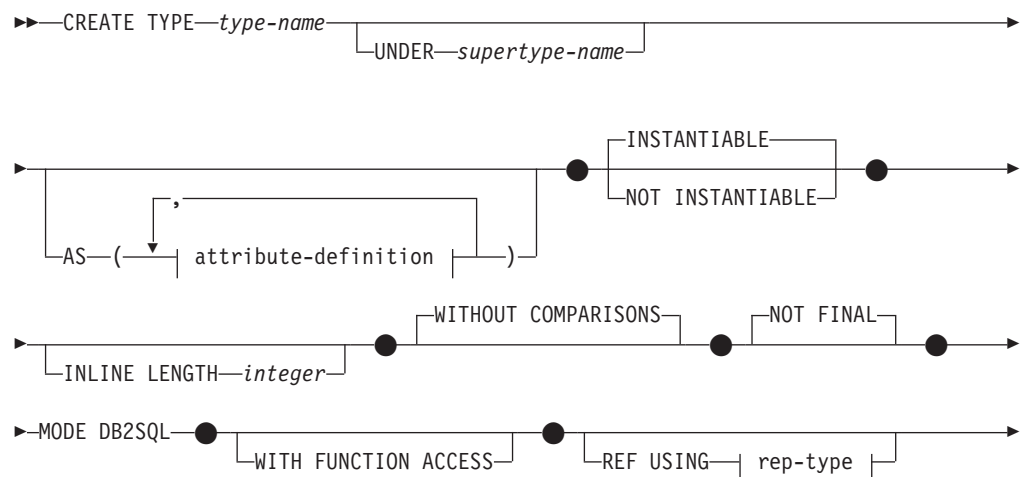 CREATE TYPE type-name
UNDER supertype-name
INSTANTIABLE
NOT INSTANTIABLE
,
AS ( attribute-definition )
WITHOUT COMPARISONS NOT FINAL
INLINE LENGTH integer
MODE DB2SQL
WITH FUNCTION ACCESS REF USING rep-type